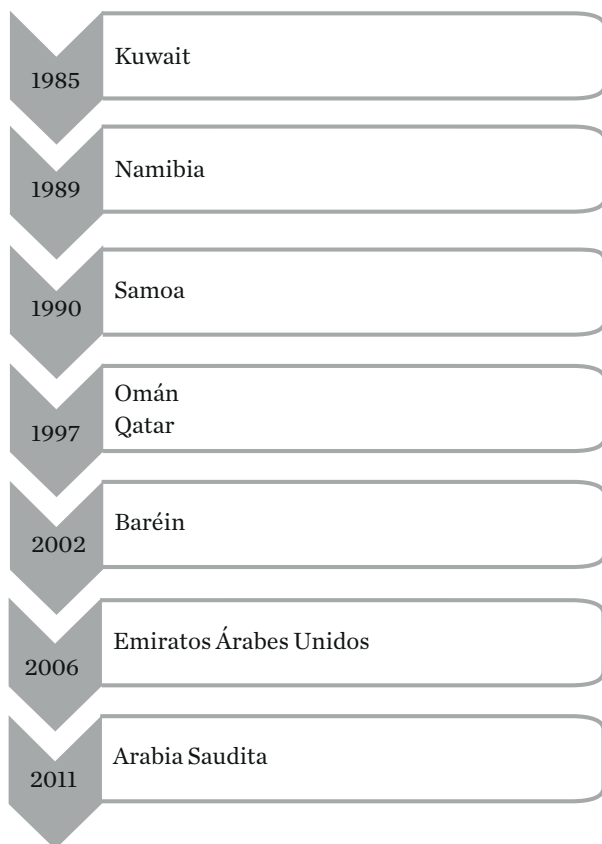 1985
Kuwait
1989
Namibia
1990
Samoa
1997
Omán
Qatar
2002
Baréin
2006
Emiratos Árabes Unidos
2011
Arabia Saudita